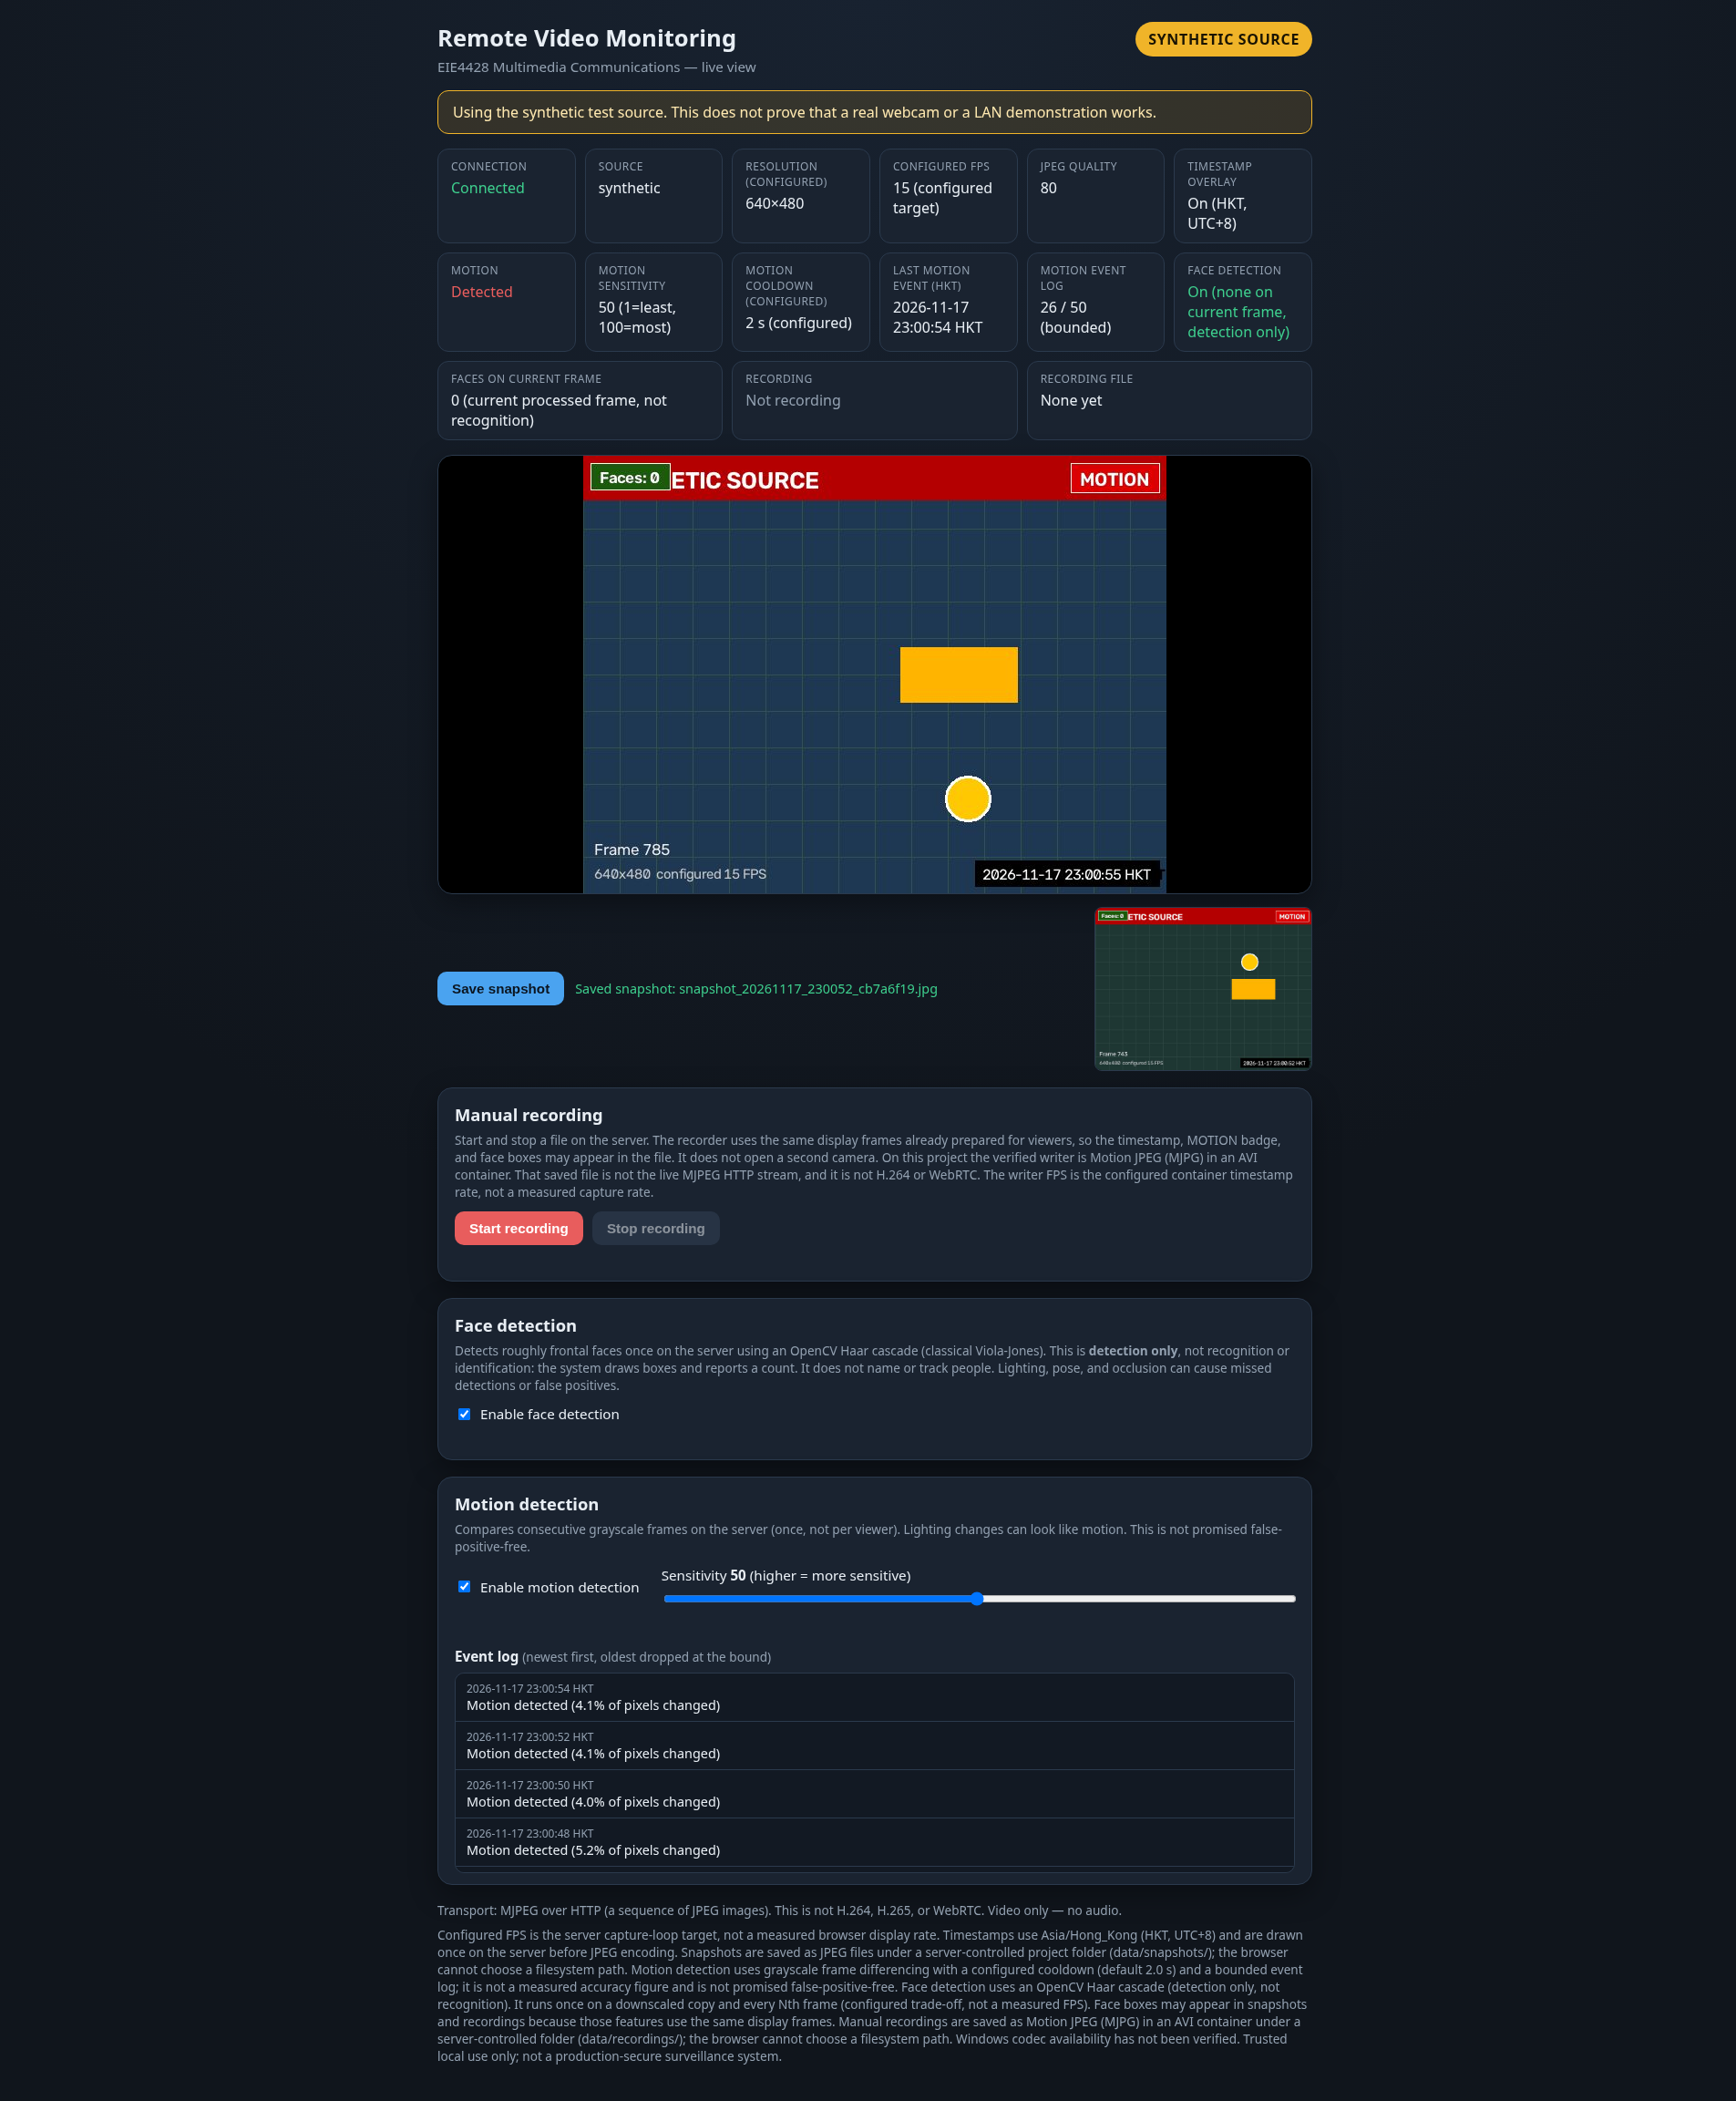 Remote Video Monitoring
SYNTHETIC SOURCE
EIE4428 Multimedia Communications — live view
Using the synthetic test source. This does not prove that a real webcam or a LAN demonstration works.
CONNECTION
Connected
SOURCE
synthetic
RESOLUTION
(CONFIGURED)
640×480
CONFIGURED FPS
15 (configured
target)
JPEG QUALITY
80
TIMESTAMP
OVERLAY
On (HKT,
UTC+8)
MOTION
Detected
MOTION
SENSITIVITY
50 (1=least,
100=most)
MOTION
COOLDOWN
(CONFIGURED)
2 s (configured)
LAST MOTION
EVENT (HKT)
2026-11-17
23:00:54 HKT
MOTION EVENT
LOG
26 / 50
(bounded)
FACE DETECTION
On (none on
current frame,
detection only)
FACES ON CURRENT FRAME
0 (current processed frame, not
recognition)
RECORDING
Not recording
RECORDING FILE
None yet
Faces: 0
ETIC SOURCE
MOTION
Frame 785
640x480 configured 15 FPS
2026-11-17 23:00:55 HKT
Faces: 0
ETIC SOURCE
MOTION
Frame 743
640x480 configured 15 FPS
2026-11-17 23:00:52 HKT
Save snapshot
Saved snapshot: snapshot_20261117_230052_cb7a6f19.jpg
Manual recording
Start and stop a file on the server. The recorder uses the same display frames already prepared for viewers, so the timestamp, MOTION badge,
and face boxes may appear in the file. It does not open a second camera. On this project the verified writer is Motion JPEG (MJPG) in an AVI
container. That saved file is not the live MJPEG HTTP stream, and it is not H.264 or WebRTC. The writer FPS is the configured container timestamp
rate, not a measured capture rate.
Start recording
Stop recording
Face detection
Detects roughly frontal faces once on the server using an OpenCV Haar cascade (classical Viola-Jones). This is detection only, not recognition or
identification: the system draws boxes and reports a count. It does not name or track people. Lighting, pose, and occlusion can cause missed
detections or false positives.
Enable face detection
Motion detection
Compares consecutive grayscale frames on the server (once, not per viewer). Lighting changes can look like motion. This is not promised false-
positive-free.
Enable motion detection
Sensitivity 50 (higher = more sensitive)
Event log (newest first, oldest dropped at the bound)
2026-11-17 23:00:54 HKT
Motion detected (4.1% of pixels changed)
2026-11-17 23:00:52 HKT
Motion detected (4.1% of pixels changed)
2026-11-17 23:00:50 HKT
Motion detected (4.0% of pixels changed)
2026-11-17 23:00:48 HKT
Motion detected (5.2% of pixels changed)
Transport: MJPEG over HTTP (a sequence of JPEG images). This is not H.264, H.265, or WebRTC. Video only — no audio.
Configured FPS is the server capture-loop target, not a measured browser display rate. Timestamps use Asia/Hong_Kong (HKT, UTC+8) and are drawn
once on the server before JPEG encoding. Snapshots are saved as JPEG files under a server-controlled project folder (data/snapshots/); the browser
cannot choose a filesystem path. Motion detection uses grayscale frame differencing with a configured cooldown (default 2.0 s) and a bounded event
log; it is not a measured accuracy figure and is not promised false-positive-free. Face detection uses an OpenCV Haar cascade (detection only, not
recognition). It runs once on a downscaled copy and every Nth frame (configured trade-off, not a measured FPS). Face boxes may appear in snapshots
and recordings because those features use the same display frames. Manual recordings are saved as Motion JPEG (MJPG) in an AVI container under a
server-controlled folder (data/recordings/); the browser cannot choose a filesystem path. Windows codec availability has not been verified. Trusted
local use only; not a production-secure surveillance system.